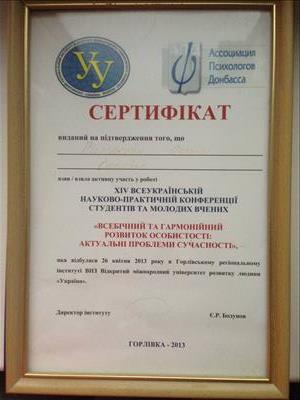 УУ
Ассоциация
Психологов
Донбасса
СЕРТИФІКАТ
виданий на підтвердження того, що
взяв / взяла активну участь у роботі
XIV ВСЕУКРАЇНСЬКІЙ
НАУКОВО-ПРАКТИЧНІЙ КОНФЕРЕНЦІЇ
СТУДЕНТІВ ТА МОЛОДИХ ВЧЕНИХ
«ВСЕБІЧНИЙ ТА ГАРМОНІЙНИЙ
РОЗВИТОК ОСОБИСТОСТІ:
АКТУАЛЬНІ ПРОБЛЕМИ СУЧАСНОСТІ»,
яка відбулася 26 квітня 2013 року в Горлівському регіональному
інституті ВНЗ Відкритий міжнародний університет розвитку людини
«Україна».
Директор інституту Є.Р. Бодунов
ГОРЛІВКА - 2013